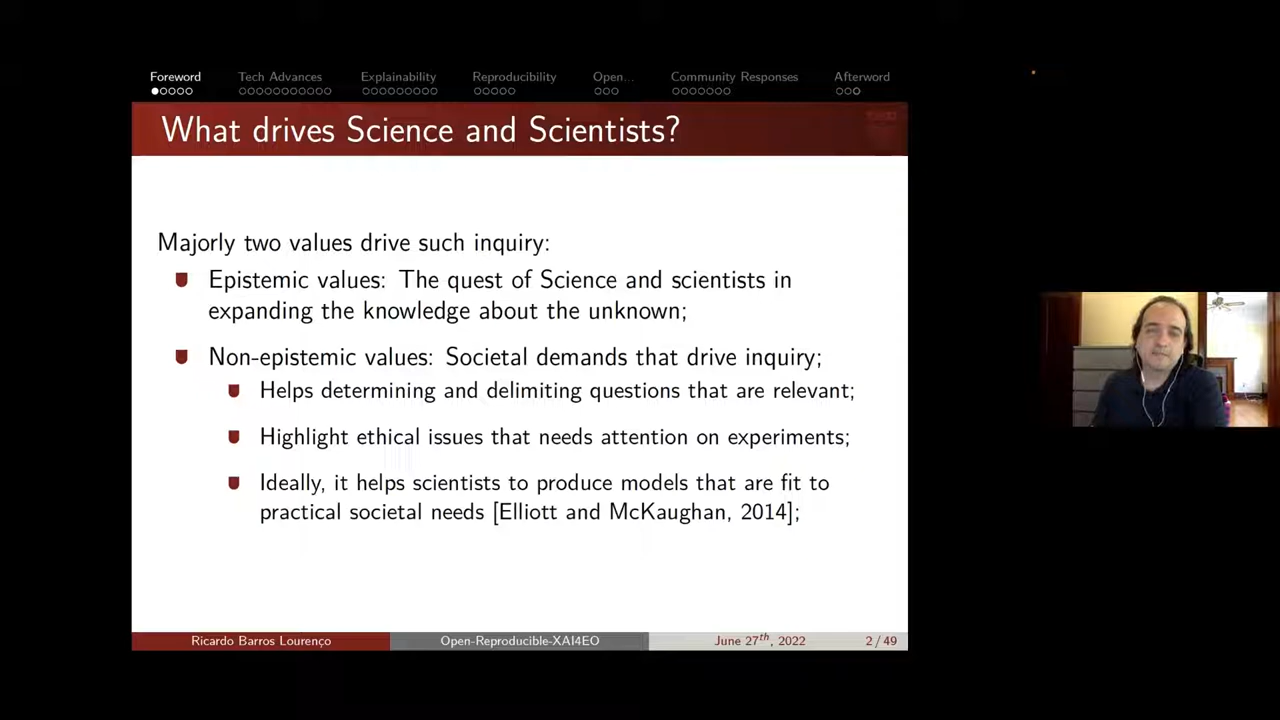 Foreword Tech Advances Explainability Reproducibility Open... Community Responses Afterword
What drives Science and Scientists?
Majorly two values drive such inquiry:
Epistemic values: The quest of Science and scientists in
expanding the knowledge about the unknown;
Non-epistemic values: Societal demands that drive inquiry;
Helps determining and delimiting questions that are relevant;
Highlight ethical issues that needs attention on experiments;
Ideally, it helps scientists to produce models that are fit to
practical societal needs [Elliott and McKaughan, 2014];
Ricardo Barros Lourenço Open-Reproducible-XAI4EO June 27th, 2022 2 / 49